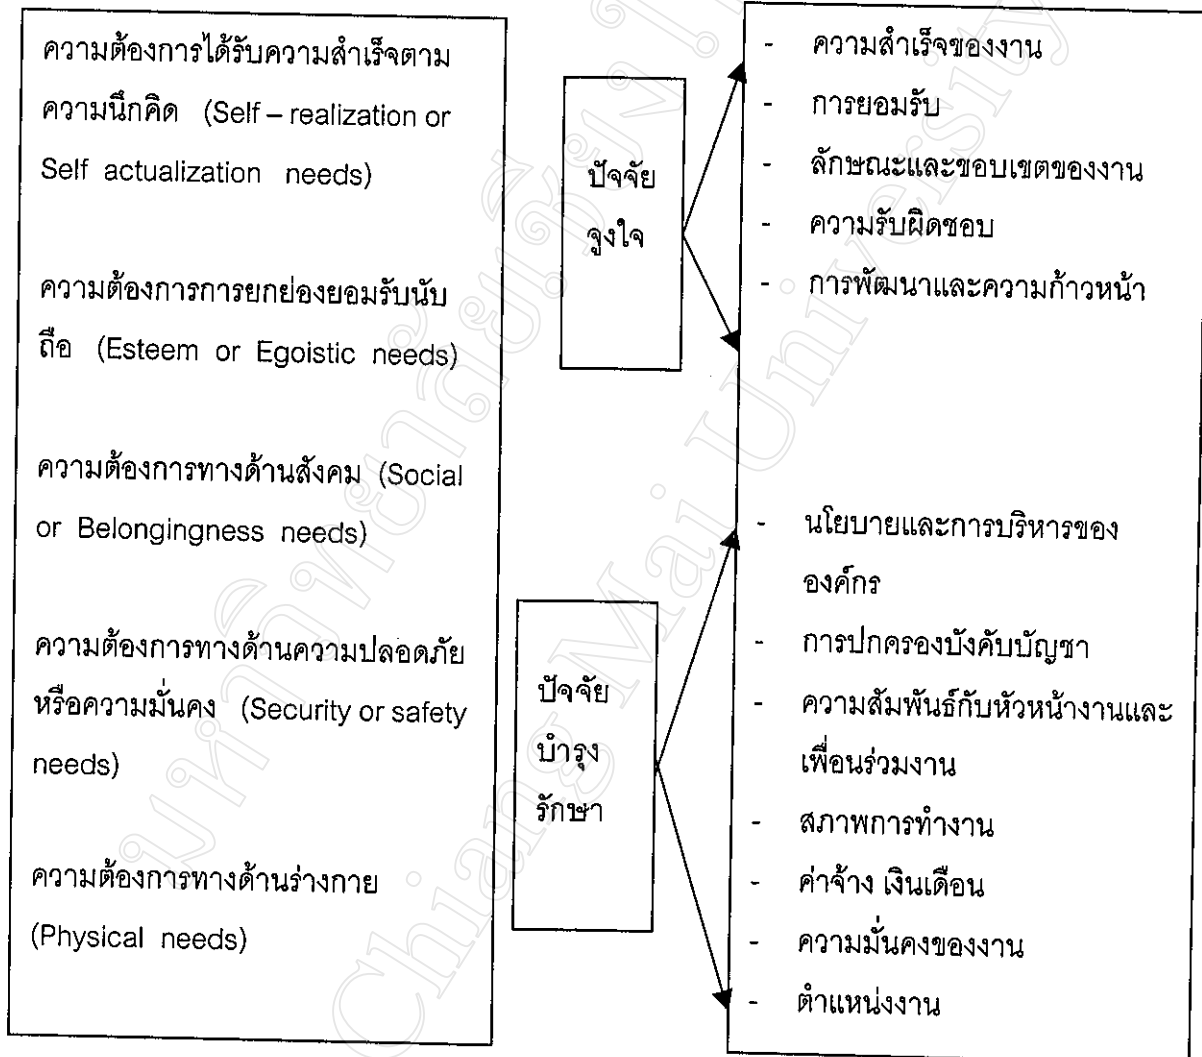 ความต้องการได้รับความสำเร็จตาม
ความนึกคิด (Self – realization or
Self actualization needs)
ความต้องการการยกย่องยอมรับนับ
ถือ (Esteem or Egoistic needs)
ความต้องการทางด้านสังคม (Social
or Belongingness needs)
ความต้องการทางด้านความปลอดภัย
หรือความมั่นคง (Security or safety
needs)
ความต้องการทางด้านร่างกาย
(Physical needs)
ปัจจัย
จูงใจ
ปัจจัย
บำรุง
รักษา
- ความสำเร็จของงาน
- การยอมรับ
- ลักษณะและขอบเขตของงาน
- ความรับผิดชอบ
- การพัฒนาและความก้าวหน้า
- นโยบายและการบริหารของ
องค์กร
- การปกครองบังคับบัญชา
- ความสัมพันธ์กับหัวหน้างานและ
เพื่อนร่วมงาน
- สภาพการทำงาน
- ค่าจ้าง เงินเดือน
- ความมั่นคงของงาน
- ตำแหน่งงาน
มหาวิทยาลัยเชียงใหม่
Chiang Mai University